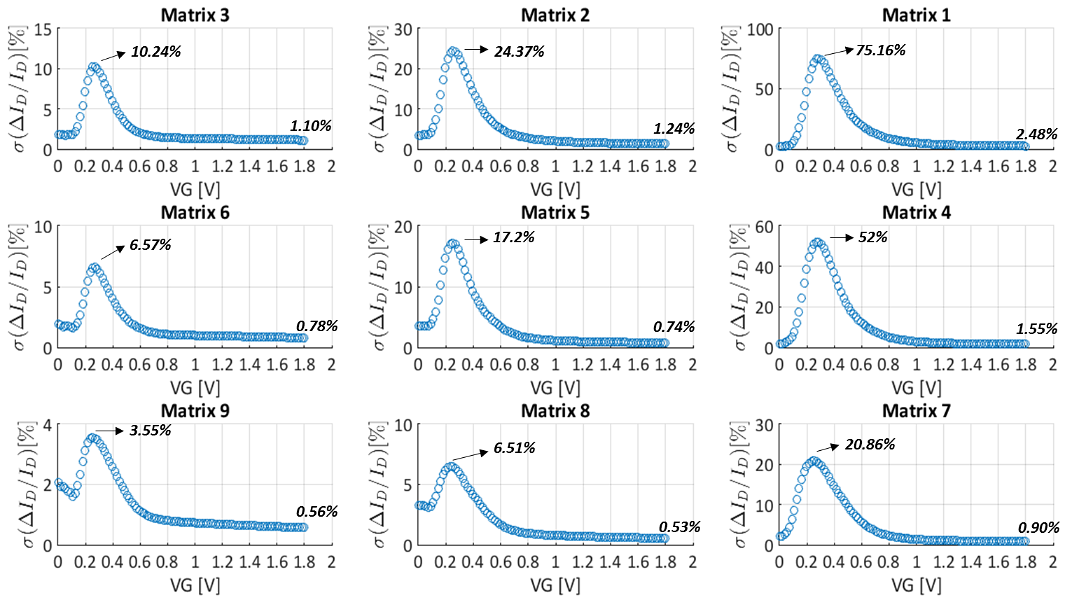 Matrix 3
σ(ΔI_D/I_D)[%]
15
10
5
0
10.24%
1.10%
0 0.2 0.4 0.6 0.8 1 1.2 1.4 1.6 1.8 2
VG [V]
Matrix 2
σ(ΔI_D/I_D)[%]
30
20
10
0
24.37%
1.24%
0 0.2 0.4 0.6 0.8 1 1.2 1.4 1.6 1.8 2
VG [V]
Matrix 1
σ(ΔI_D/I_D)[%]
100
50
0
75.16%
2.48%
0 0.2 0.4 0.6 0.8 1 1.2 1.4 1.6 1.8 2
VG [V]
Matrix 6
σ(ΔI_D/I_D)[%]
10
5
0
6.57%
0.78%
0 0.2 0.4 0.6 0.8 1 1.2 1.4 1.6 1.8 2
VG [V]
Matrix 5
σ(ΔI_D/I_D)[%]
20
10
0
17.2%
0.74%
0 0.2 0.4 0.6 0.8 1 1.2 1.4 1.6 1.8 2
VG [V]
Matrix 4
σ(ΔI_D/I_D)[%]
60
40
20
0
52%
1.55%
0 0.2 0.4 0.6 0.8 1 1.2 1.4 1.6 1.8 2
VG [V]
Matrix 9
σ(ΔI_D/I_D)[%]
4
2
0
3.55%
0.56%
0 0.2 0.4 0.6 0.8 1 1.2 1.4 1.6 1.8 2
VG [V]
Matrix 8
σ(ΔI_D/I_D)[%]
10
5
0
6.51%
0.53%
0 0.2 0.4 0.6 0.8 1 1.2 1.4 1.6 1.8 2
VG [V]
Matrix 7
σ(ΔI_D/I_D)[%]
30
20
10
0
20.86%
0.90%
0 0.2 0.4 0.6 0.8 1 1.2 1.4 1.6 1.8 2
VG [V]